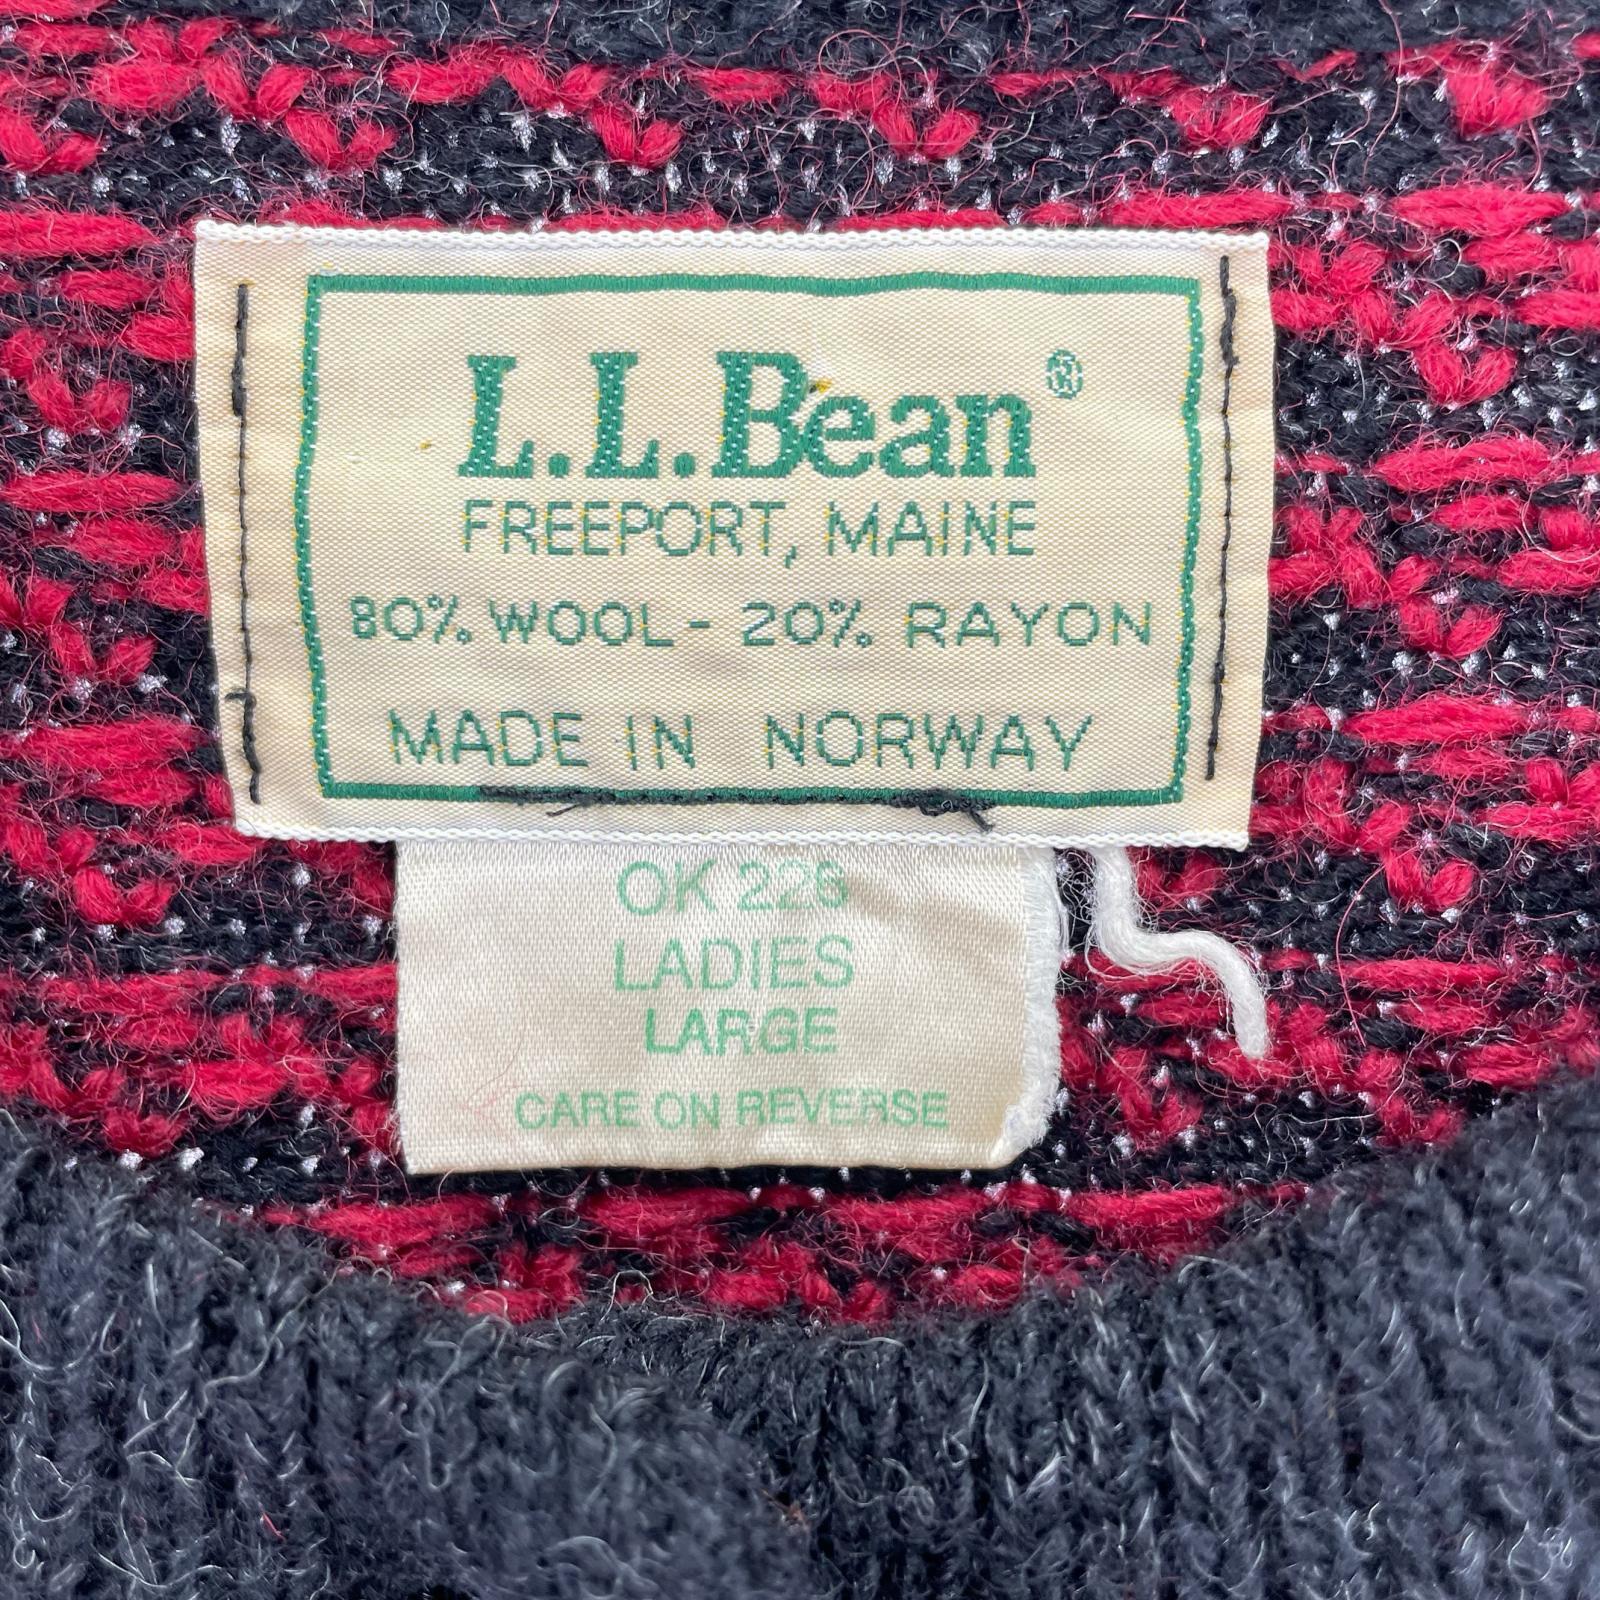 L.L.Bean®
FREEPORT, MAINE
80% WOOL - 20% RAYON
MADE IN NORWAY
OK 226
LADIES
LARGE
CARE ON REVERSE